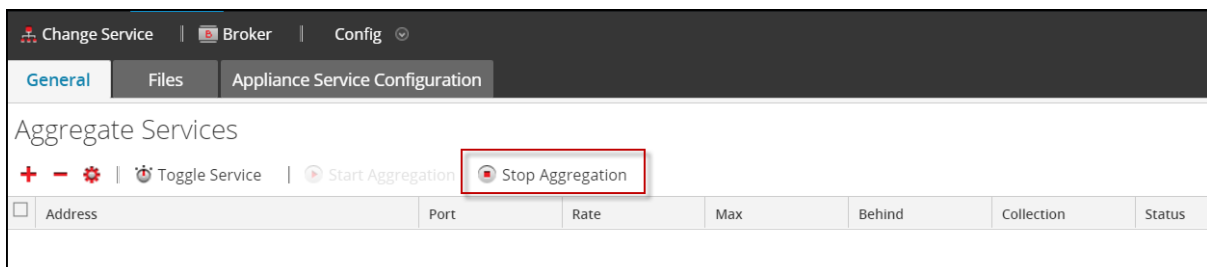 Change Service | B Broker | Config
General Files Appliance Service Configuration
Aggregate Services
Toggle Service | Start Aggregation Stop Aggregation
Address Port Rate Max Behind Collection Status